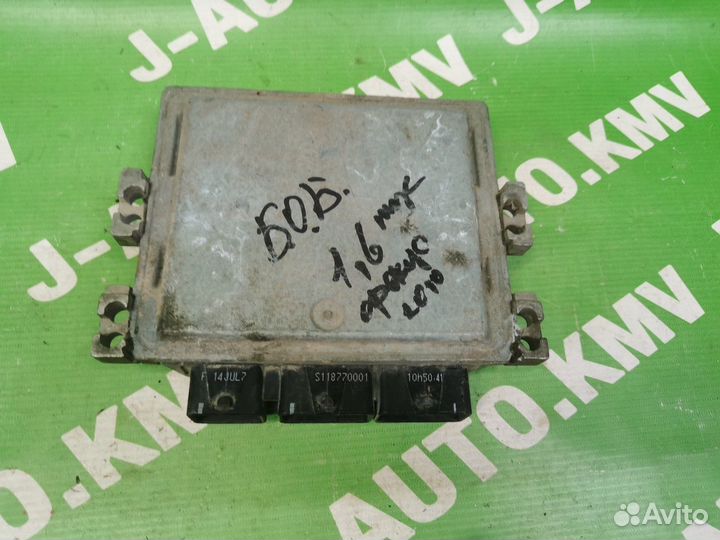 J-AUTO.KMV
J-AUTO.KMV
Б.О.Б.
1,6 мех
фокус
2010
14JUL7
S118770001
10h50:41
AUTO.KMV
AUTO.KMV
Avito